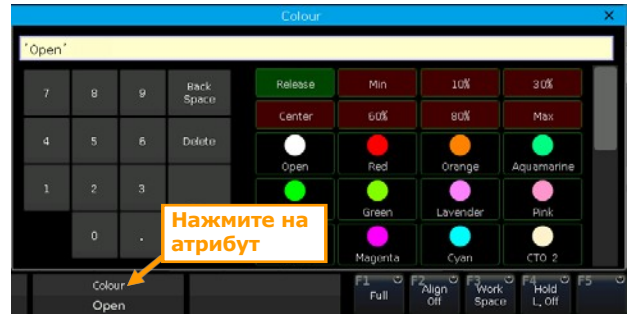 Colour
'Open'
7 8 9 Back Space
Release Min 10% 30%
Center 60% 80% Max
4 5 6 Delete
Open Red Orange Aquamarine
1 2 3
Green Lavender Pink
0 .
Нажмите на
атрибут
Magenta Cyan CTO 2
Colour
Open
F1 Full
F2 Align Off
F3 Work Space
F4 Hold L, Off
F5